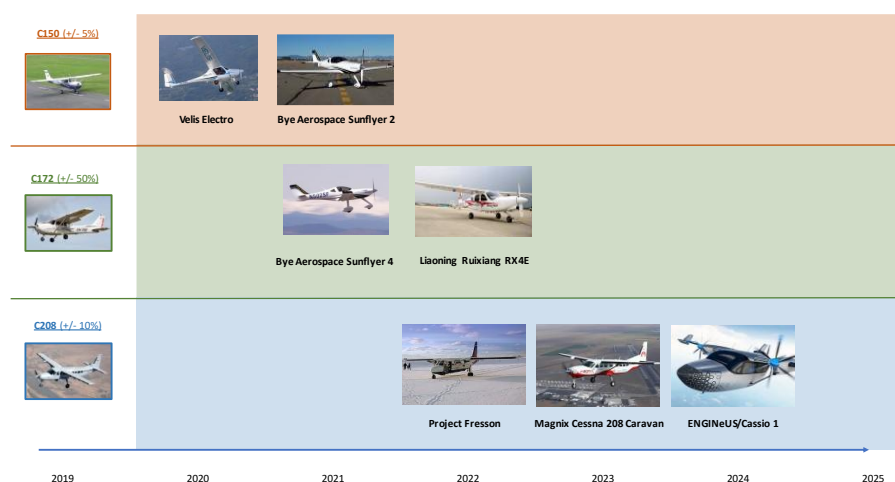 C150 (+/- 5%)
Velis Electro
Bye Aerospace Sunflyer 2
C172 (+/- 50%)
Bye Aerospace Sunflyer 4
Liaoning Ruixiang RX4E
C208 (+/- 10%)
Project Fresson
Magnix Cessna 208 Caravan
ENGINeUS/Cassio 1
2019
2020
2021
2022
2023
2024
2025